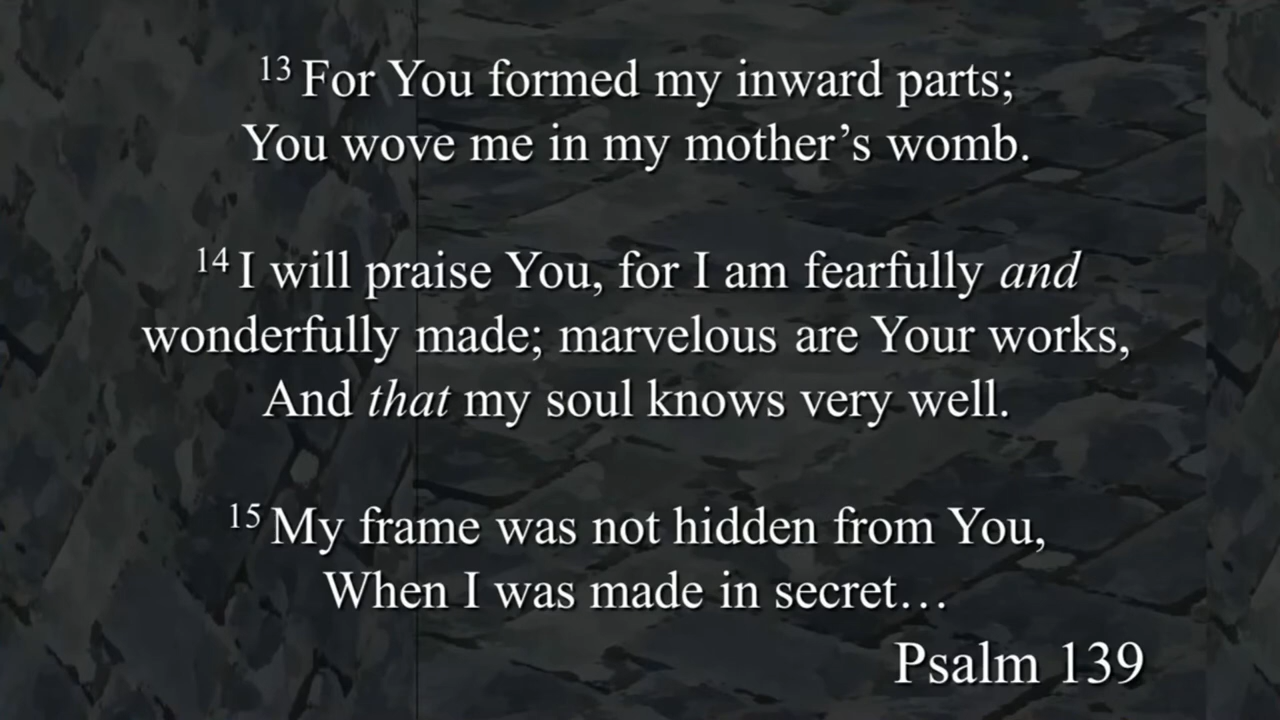 13 For You formed my inward parts;
You wove me in my mother’s womb.
14 I will praise You, for I am fearfully and
wonderfully made; marvelous are Your works,
And that my soul knows very well.
15 My frame was not hidden from You,
When I was made in secret…
Psalm 139